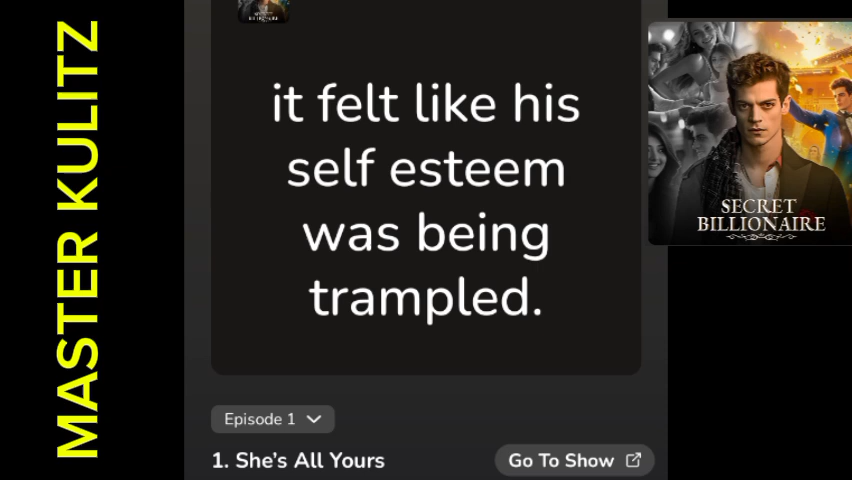 MASTER KULITZ
it felt like his
self esteem
was being
trampled.
Episode 1
1. She's All Yours
Go To Show
SECRET
BILLIONAIRE